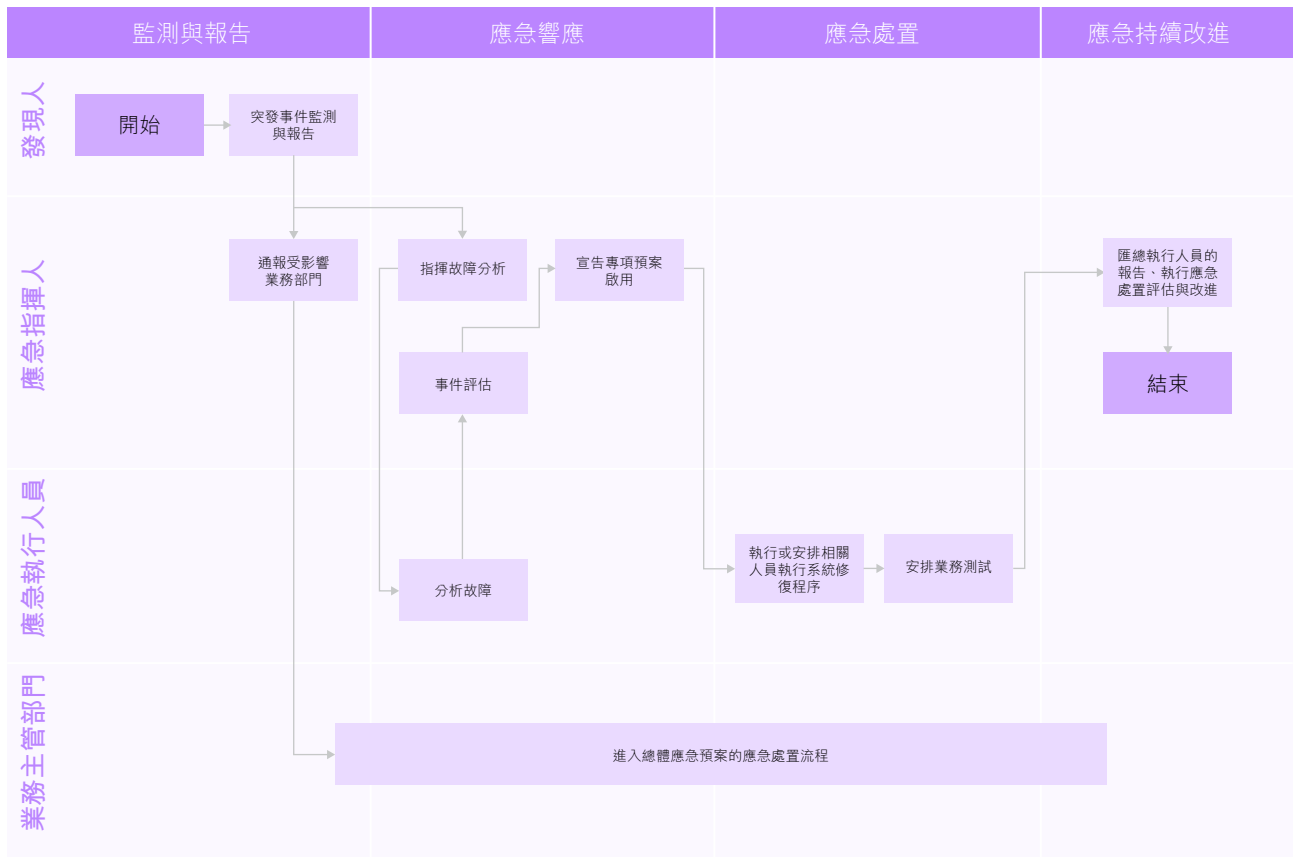 監測與報告
應急響應
應急處置
應急持續改進
發現人
開始
突發事件監測
與報告
應急指揮人
通報受影響
業務部門
指揮故障分析
宣告專項預案
啟用
匯總執行人員的
報告、執行應急
處置評估與改進
事件評估
結束
應急執行人員
分析故障
執行或安排相關
人員執行系統修
復程序
安排業務測試
業務主管部門
進入總體應急預案的應急處置流程